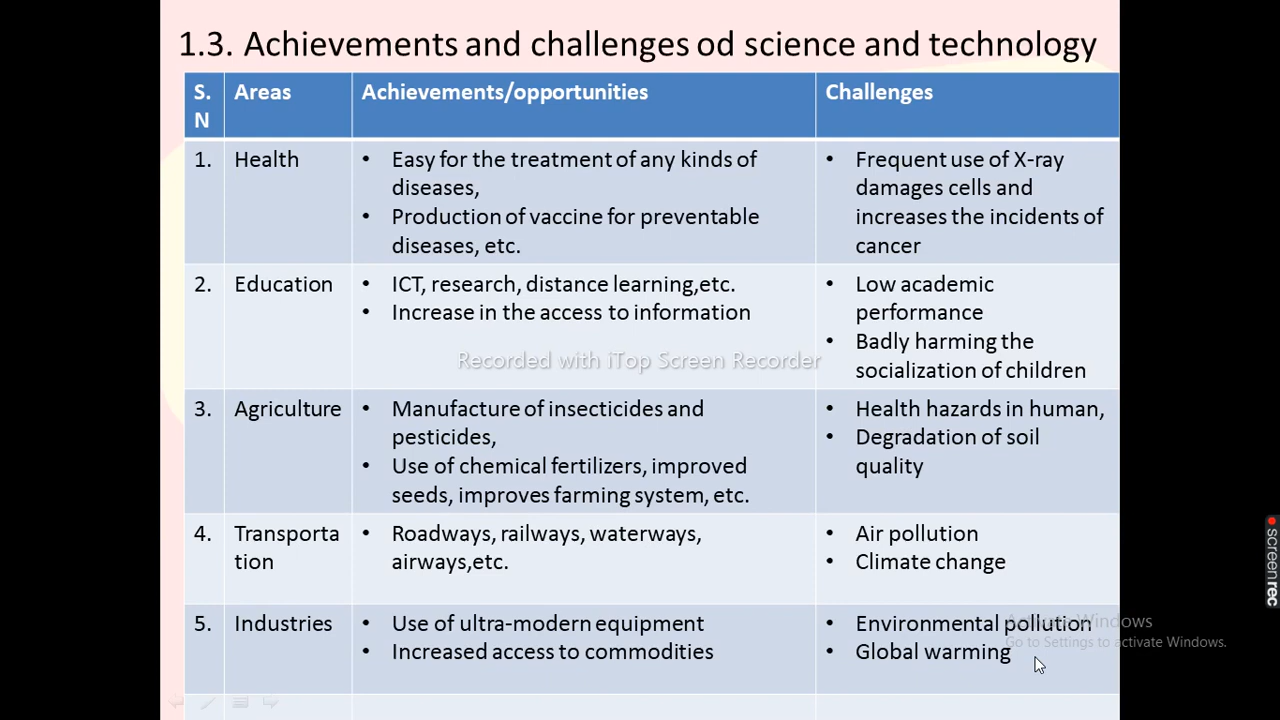 1.3. Achievements and challenges od science and technology
S.
N
Areas
Achievements/opportunities
Challenges
1.
Health
• Easy for the treatment of any kinds of
diseases,
• Production of vaccine for preventable
diseases, etc.
• Frequent use of X-ray
damages cells and
increases the incidents of
cancer
2.
Education
• ICT, research, distance learning,etc.
• Increase in the access to information
• Low academic
performance
• Badly harming the
socialization of children
Recorded with iTop Screen Recorder
3.
Agriculture
• Manufacture of insecticides and
pesticides,
• Use of chemical fertilizers, improved
seeds, improves farming system, etc.
• Health hazards in human,
• Degradation of soil
quality
4.
Transporta
tion
• Roadways, railways, waterways,
airways,etc.
• Air pollution
• Climate change
5.
Industries
• Use of ultra-modern equipment
• Increased access to commodities
• Environmental pollution
• Global warming
Activate Windows
Go to Settings to activate Windows.
screenrec